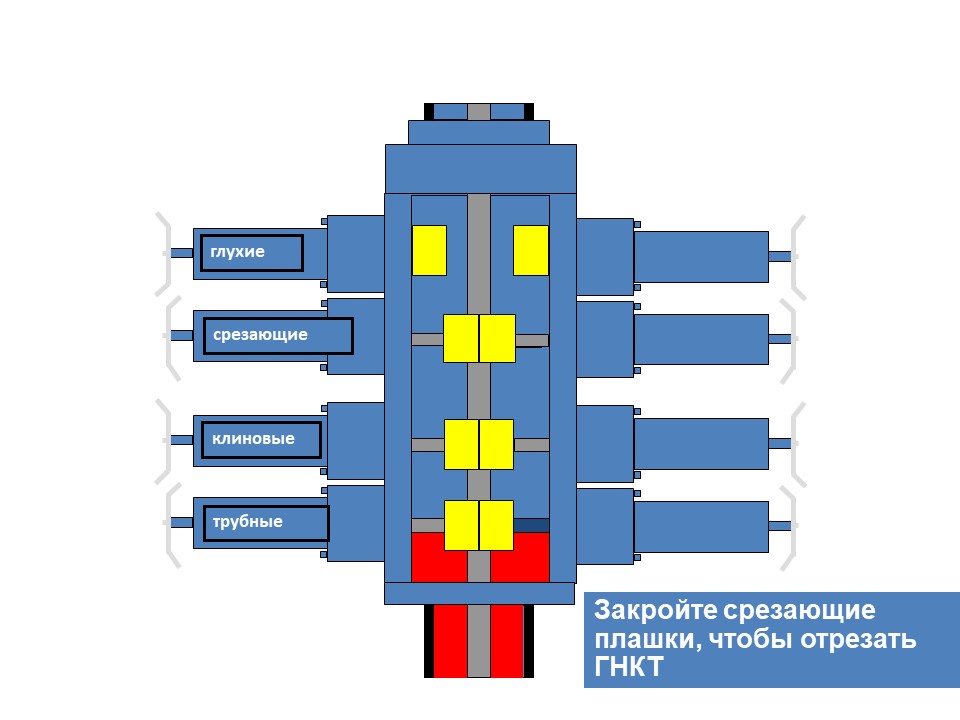 глухие
срезающие
клиновые
трубные
Закройте срезающие
плашки, чтобы отрезать
ГНКТ